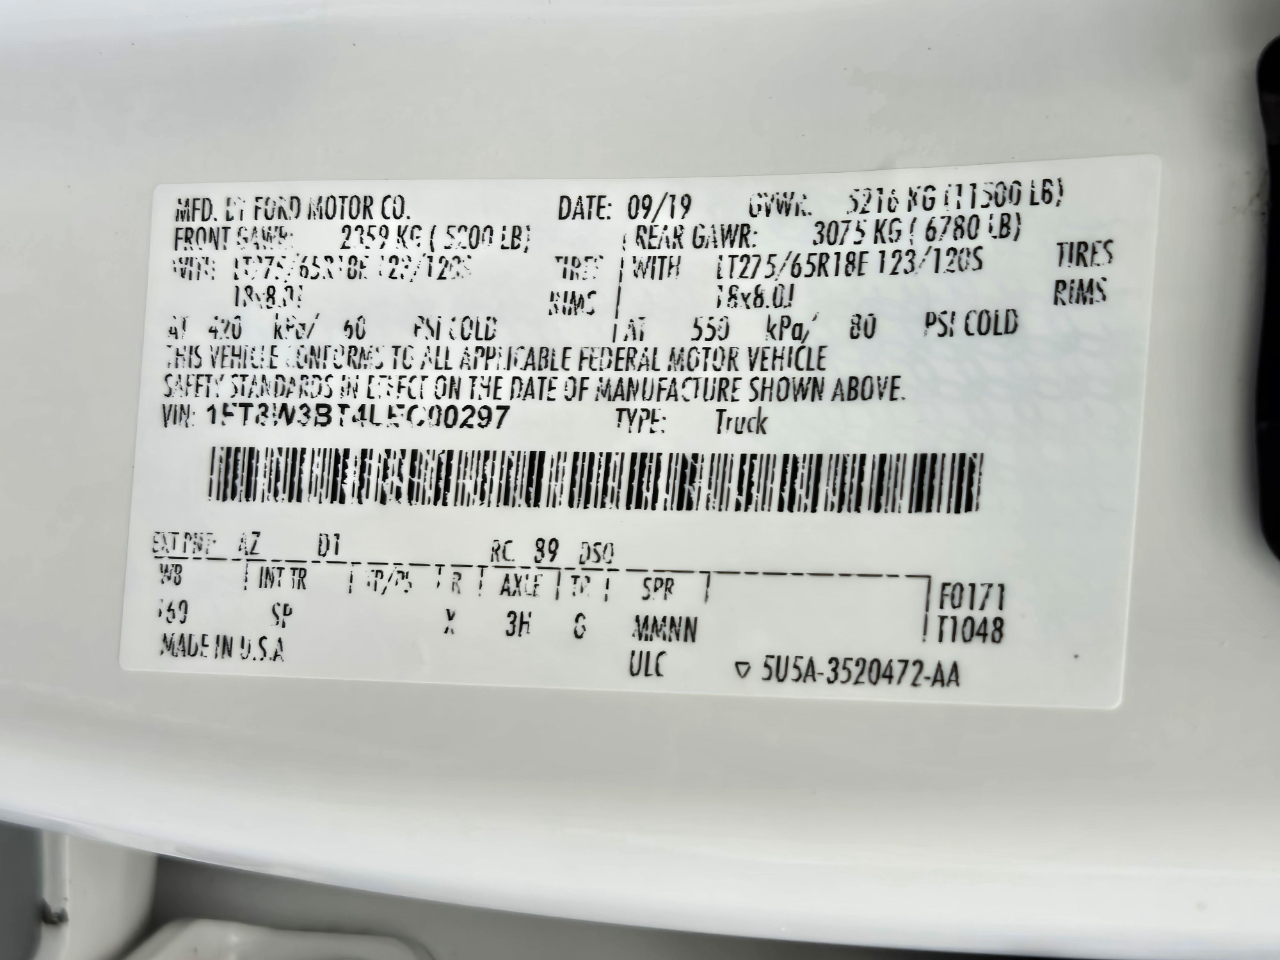 MFD. BY FORD MOTOR CO. DATE: 09/19 GVWR: 5216 KG (11500 LB)
FRONT GAWR: 2359 KG (5200 LB) REAR GAWR: 3075 KG (6780 LB)
WITH LT275/65R18E 123/120S TIRES WITH LT275/65R18E 123/120S TIRES
18x8.0J RIMS 18x8.0J RIMS
AT 420 kPa/ 60 PSI COLD AT 550 kPa/ 80 PSI COLD
THIS VEHICLE CONFORMS TO ALL APPLICABLE FEDERAL MOTOR VEHICLE
SAFETY STANDARDS IN EFFECT ON THE DATE OF MANUFACTURE SHOWN ABOVE.
VIN: 1FT8W3BT4LEC00297 TYPE: Truck
EXT PNT: AZ D1 RC: 89 DSO
WB INT TR TP/PS R AXLE TR SPR F0171
160 SP X 3H MMNN T1048
MADE IN U.S.A ULC ▽ 5U5A-3520472-AA